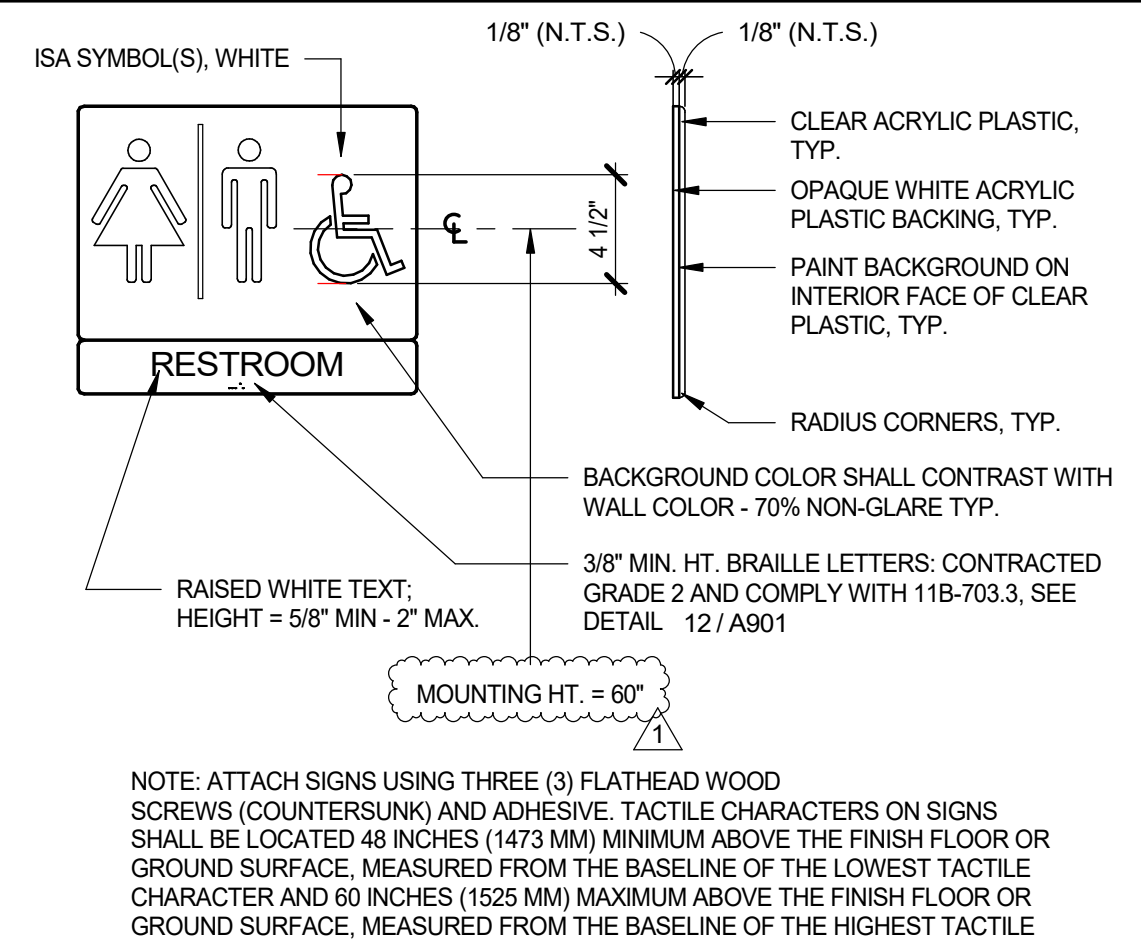 1/8" (N.T.S.)
1/8" (N.T.S.)
ISA SYMBOL(S), WHITE
CLEAR ACRYLIC PLASTIC,
TYP.
OPAQUE WHITE ACRYLIC
PLASTIC BACKING, TYP.
℄
4 1/2"
PAINT BACKGROUND ON
INTERIOR FACE OF CLEAR
PLASTIC, TYP.
RESTROOM
RADIUS CORNERS, TYP.
BACKGROUND COLOR SHALL CONTRAST WITH
WALL COLOR - 70% NON-GLARE TYP.
3/8" MIN. HT. BRAILLE LETTERS: CONTRACTED
GRADE 2 AND COMPLY WITH 11B-703.3, SEE
DETAIL 12 / A901
RAISED WHITE TEXT;
HEIGHT = 5/8" MIN - 2" MAX.
MOUNTING HT. = 60"
1
NOTE: ATTACH SIGNS USING THREE (3) FLATHEAD WOOD
SCREWS (COUNTERSUNK) AND ADHESIVE. TACTILE CHARACTERS ON SIGNS
SHALL BE LOCATED 48 INCHES (1473 MM) MINIMUM ABOVE THE FINISH FLOOR OR
GROUND SURFACE, MEASURED FROM THE BASELINE OF THE LOWEST TACTILE
CHARACTER AND 60 INCHES (1525 MM) MAXIMUM ABOVE THE FINISH FLOOR OR
GROUND SURFACE, MEASURED FROM THE BASELINE OF THE HIGHEST TACTILE